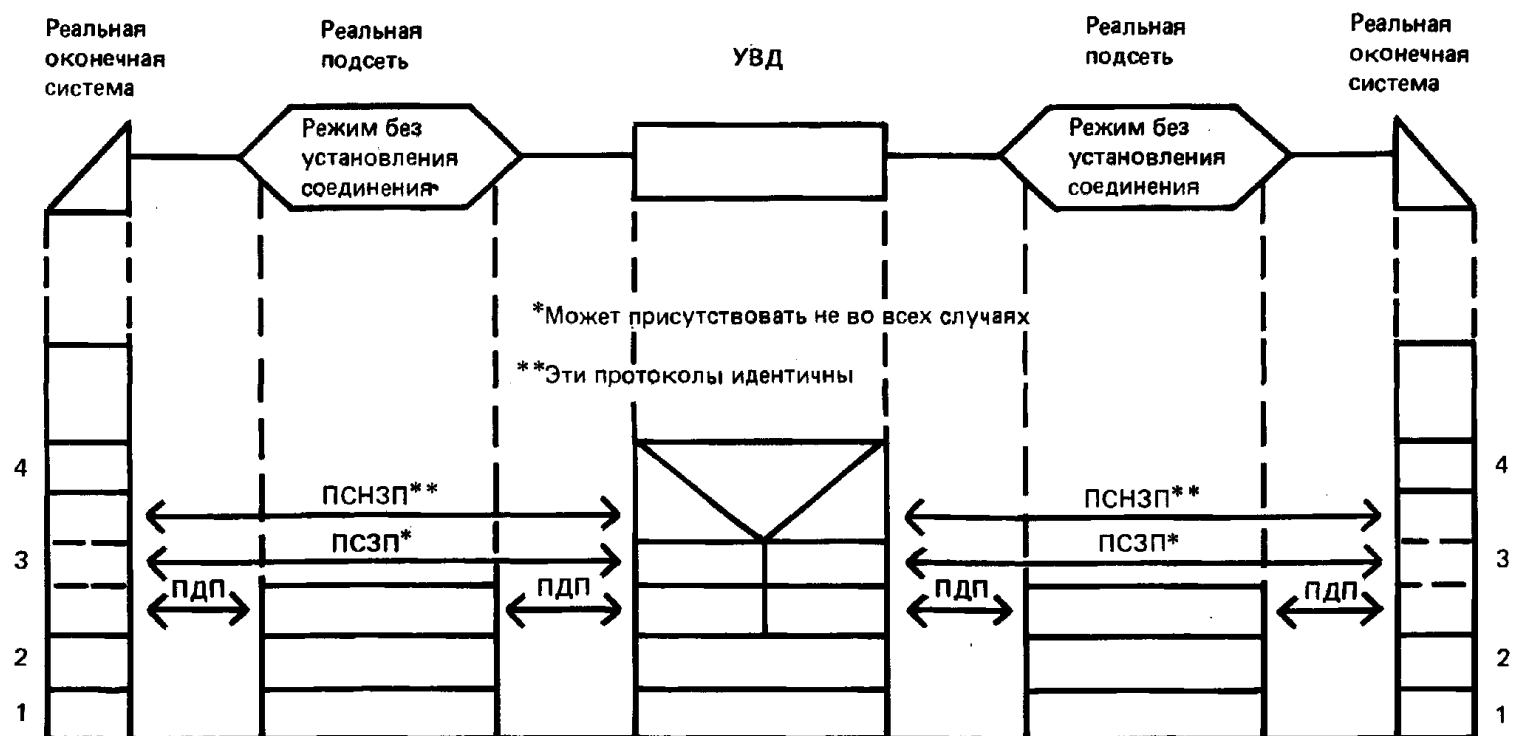 Реальная
оконечная
система
Реальная
подсеть
УВД
Реальная
подсеть
Реальная
оконечная
система
Режим без
установления
соединения
Режим без
установления
соединения
*Может присутствовать не во всех случаях
**Эти протоколы идентичны
4
4
ПСНЗП**
ПСНЗП**
3
ПСЗП*
ПСЗП*
3
ПДП
ПДП
ПДП
ПДП
2
2
1
1